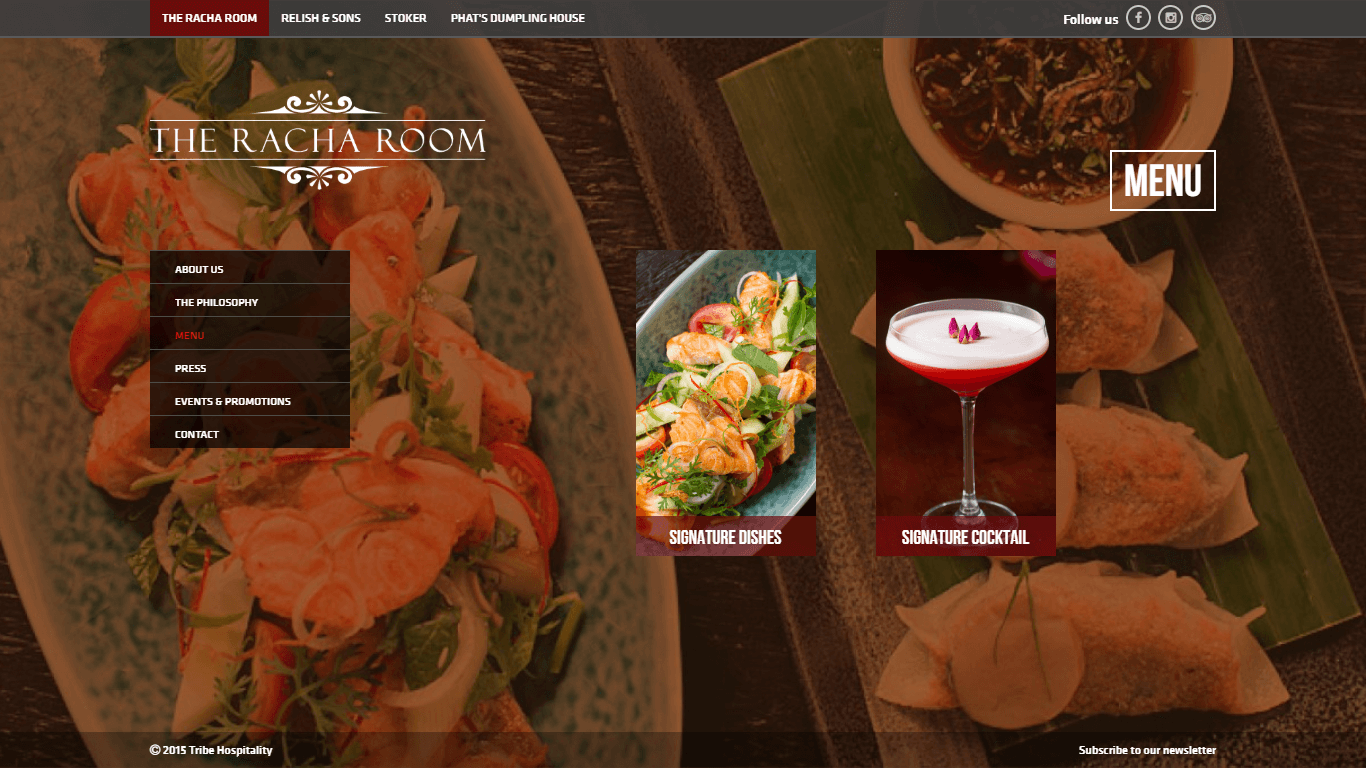 THE RACHA ROOM
RELISH & SONS
STOKER
PHAT'S DUMPLING HOUSE
Follow us
THE RACHA ROOM
MENU
ABOUT US
THE PHILOSOPHY
MENU
PRESS
EVENTS & PROMOTIONS
CONTACT
SIGNATURE DISHES
SIGNATURE COCKTAIL
© 2015 Tribe Hospitality
Subscribe to our newsletter